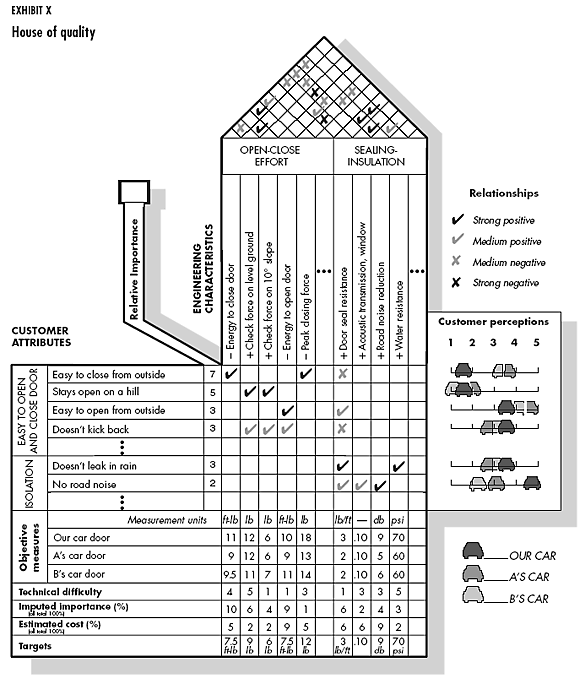 EXHIBIT X
House of quality
OPEN-CLOSE EFFORT
SEALING-INSULATION
Relationships
Strong positive
Medium positive
Medium negative
Strong negative
Relative Importance
ENGINEERING CHARACTERISTICS
– Energy to close door
+ Check force on level ground
+ Check force on 10° slope
– Energy to open door
– Peak closing force
•••
+ Door seal resistance
+ Acoustic transmission, window
+ Road noise reduction
+ Water resistance
•••
CUSTOMER ATTRIBUTES
Customer perceptions
1 2 3 4 5
EASY TO OPEN AND CLOSE DOOR
Easy to close from outside 7
Stays open on a hill 5
Easy to open from outside 3
Doesn't kick back 3
ISOLATION
Doesn't leak in rain 3
No road noise 2
Measurement units ft-lb lb lb ft-lb lb lb/ft — db psi
Objective measures
Our car door 11 12 6 10 18 3 .10 9 70
A's car door 9 12 6 9 13 2 .10 5 60
B's car door 9.5 11 7 11 14 2 .10 6 60
Technical difficulty 4 5 1 1 3 1 3 3 5
Imputed importance (%) 10 6 4 9 1 6 2 4 3
(all total 100%)
Estimated cost (%) 5 2 2 9 5 6 6 9 2
(all total 100%)
Targets 7.5 ft-lb 9 lb 6 lb 7.5 ft-lb 12 lb 3 lb/ft .10 9 db 70 psi
OUR CAR
A'S CAR
B'S CAR